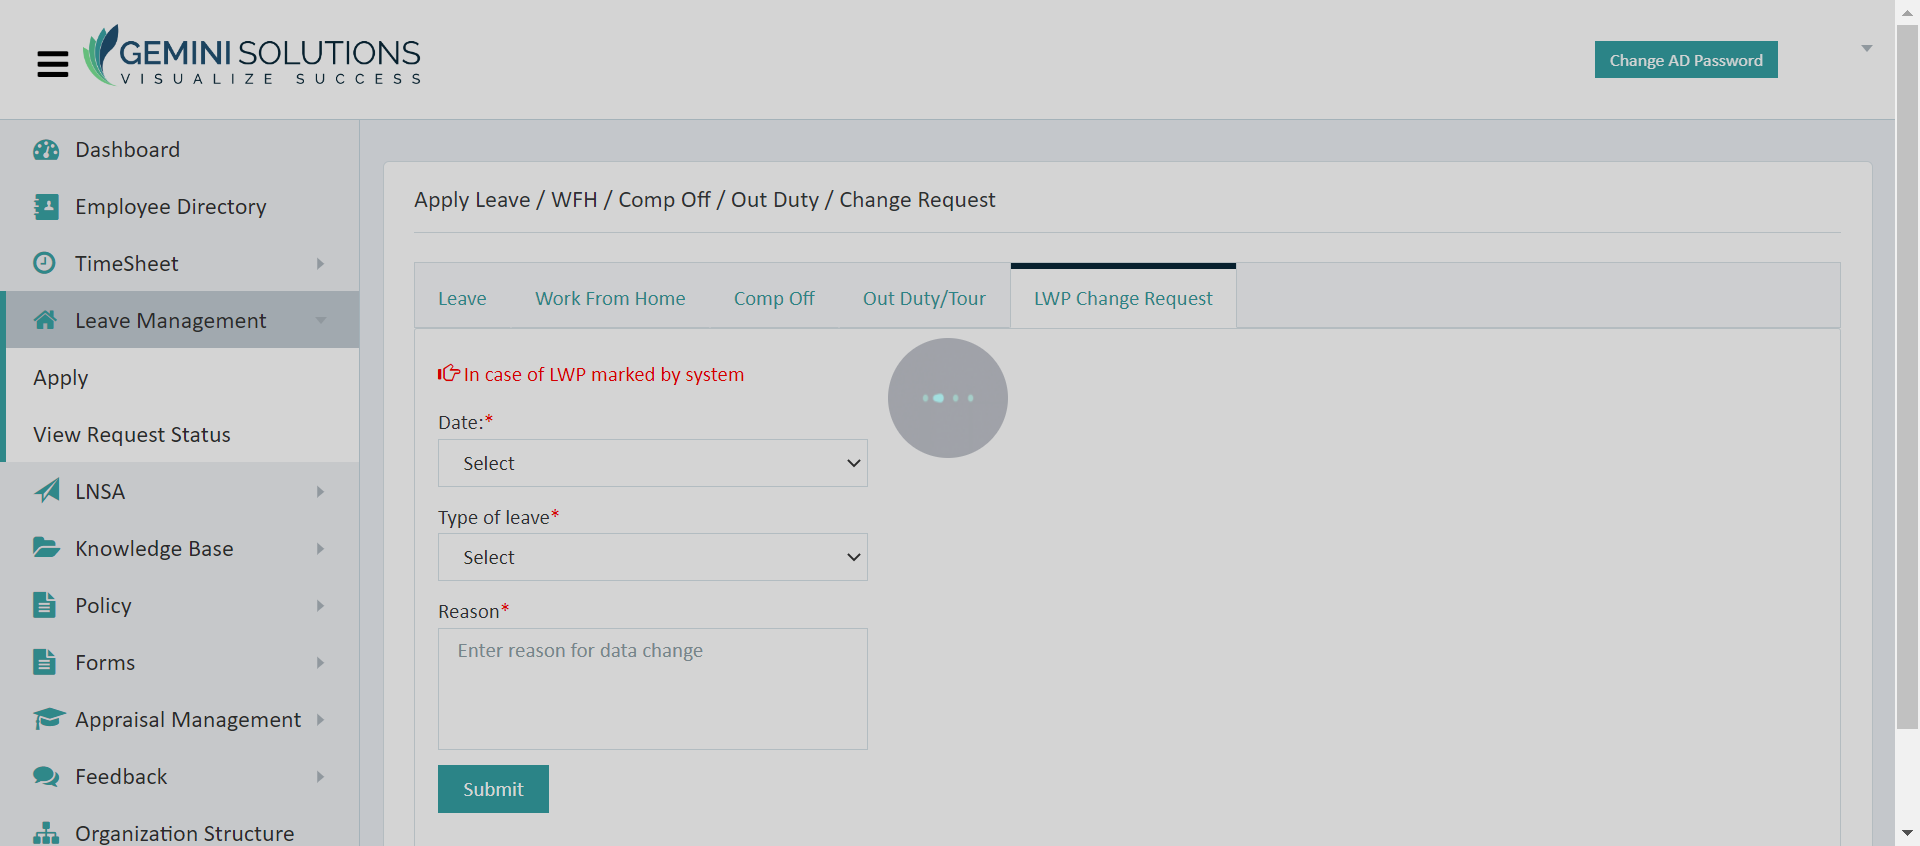 GEMINI SOLUTIONS
VISUALIZE SUCCESS
Change AD Password
Dashboard
Employee Directory
TimeSheet
Leave Management
Apply
View Request Status
LNSA
Knowledge Base
Policy
Forms
Appraisal Management
Feedback
Organization Structure
Apply Leave / WFH / Comp Off / Out Duty / Change Request
Leave Work From Home Comp Off Out Duty/Tour LWP Change Request
In case of LWP marked by system
Date:*
Select
Type of leave*
Select
Reason*
Enter reason for data change
Submit